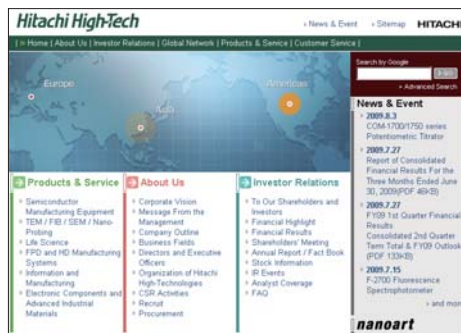 Hitachi High-Tech
› News & Event › Sitemap HITACHI
| » Home | About Us | Investor Relations | Global Network | Products & Service | Customer Service |
Europe
Asia
Americas
Search by Google
» Advanced Search
News & Event
2009.8.3
COM-1700/1750 series
Potentiometric Titrator
2009.7.27
Report of Consolidated
Financial Results For the
Three Months Ended June
30, 2009(PDF 46kB)
2009.7.27
FY09 1st Quarter Financial
Results
Consolidated 2nd Quarter
Term Total & FY09 Outlook
(PDF 133kB)
2009.7.15
F-2700 Fluorescence
Spectrophotometer
› and mor
nanoart
Products & Service
Semiconductor
Manufacturing Equipment
TEM / FIB / SEM / Nano-
Probing
Life Science
FPD and HD Manufacturing
Systems
Information and
Manufacturing
Electronic Components and
Advanced Industrial
Materials
About Us
Corporate Vision
Message From the
Management
Company Outline
Business Fields
Directors and Executive
Officers
Organization of Hitachi
High-Technologies
CSR Activities
Recruit
Procurement
Investor Relations
To Our Shareholders and
Investors
Financial Highlight
Financial Results
Shareholders' Meeting
Annual Report / Fact Book
Stock Information
IR Events
Analyst Coverage
FAQ